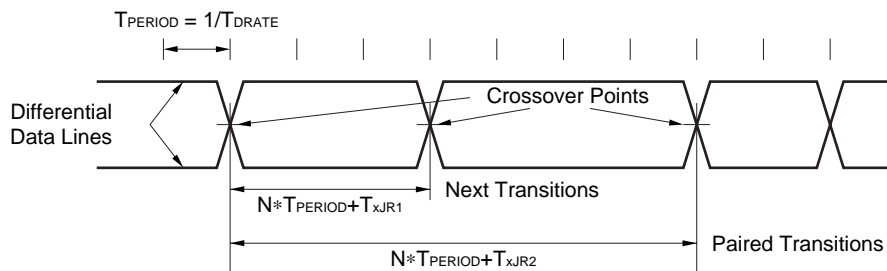 TPERIOD = 1/TDRATE
Differential
Data Lines
Crossover Points
Next Transitions
N*TPERIOD+TxJR1
Paired Transitions
N*TPERIOD+TxJR2